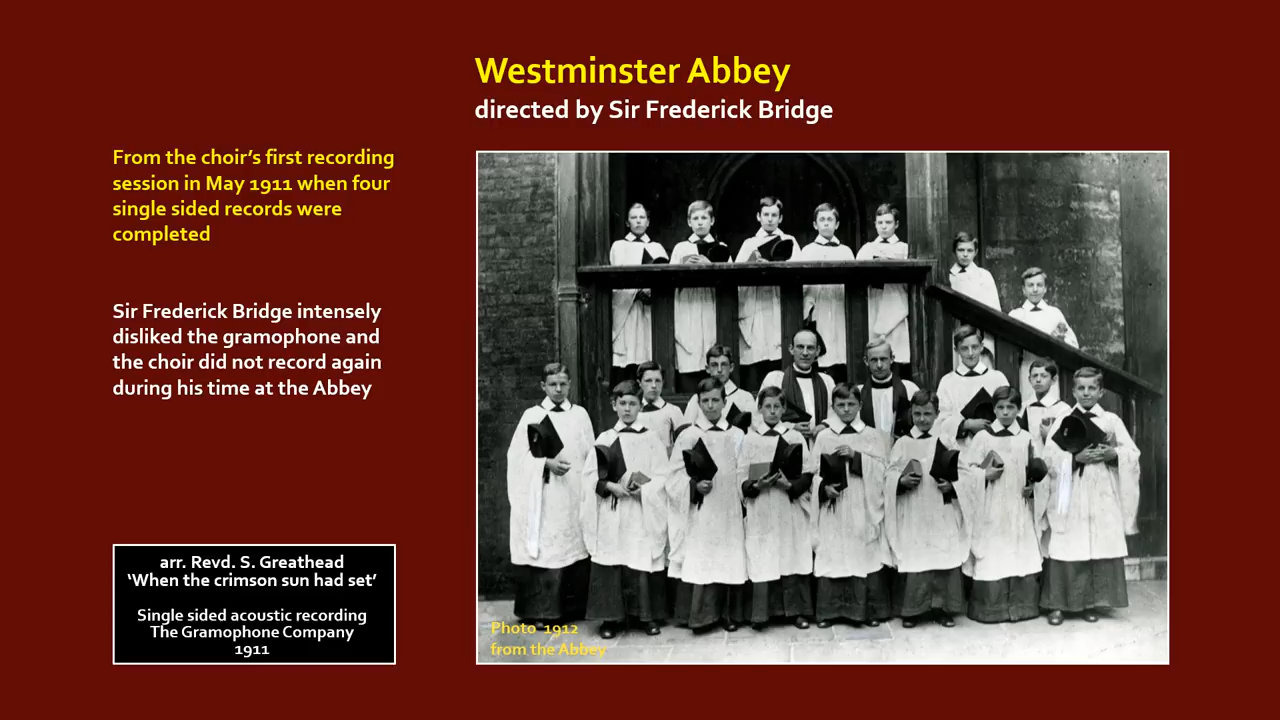 Westminster Abbey
directed by Sir Frederick Bridge
From the choir's first recording
session in May 1911 when four
single sided records were
completed
Sir Frederick Bridge intensely
disliked the gramophone and
the choir did not record again
during his time at the Abbey
arr. Revd. S. Greathead
‘When the crimson sun had set’
Single sided acoustic recording
The Gramophone Company
1911
Photo 1912
from the Abbey